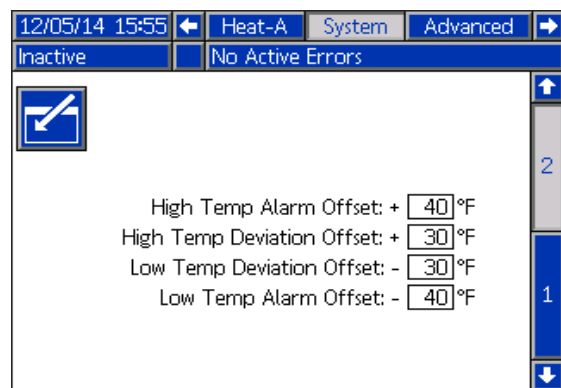 12/05/14 15:55 Heat-A System Advanced
Inactive No Active Errors
2
High Temp Alarm Offset: + 40 °F
High Temp Deviation Offset: + 30 °F
Low Temp Deviation Offset: - 30 °F
Low Temp Alarm Offset: - 40 °F
1